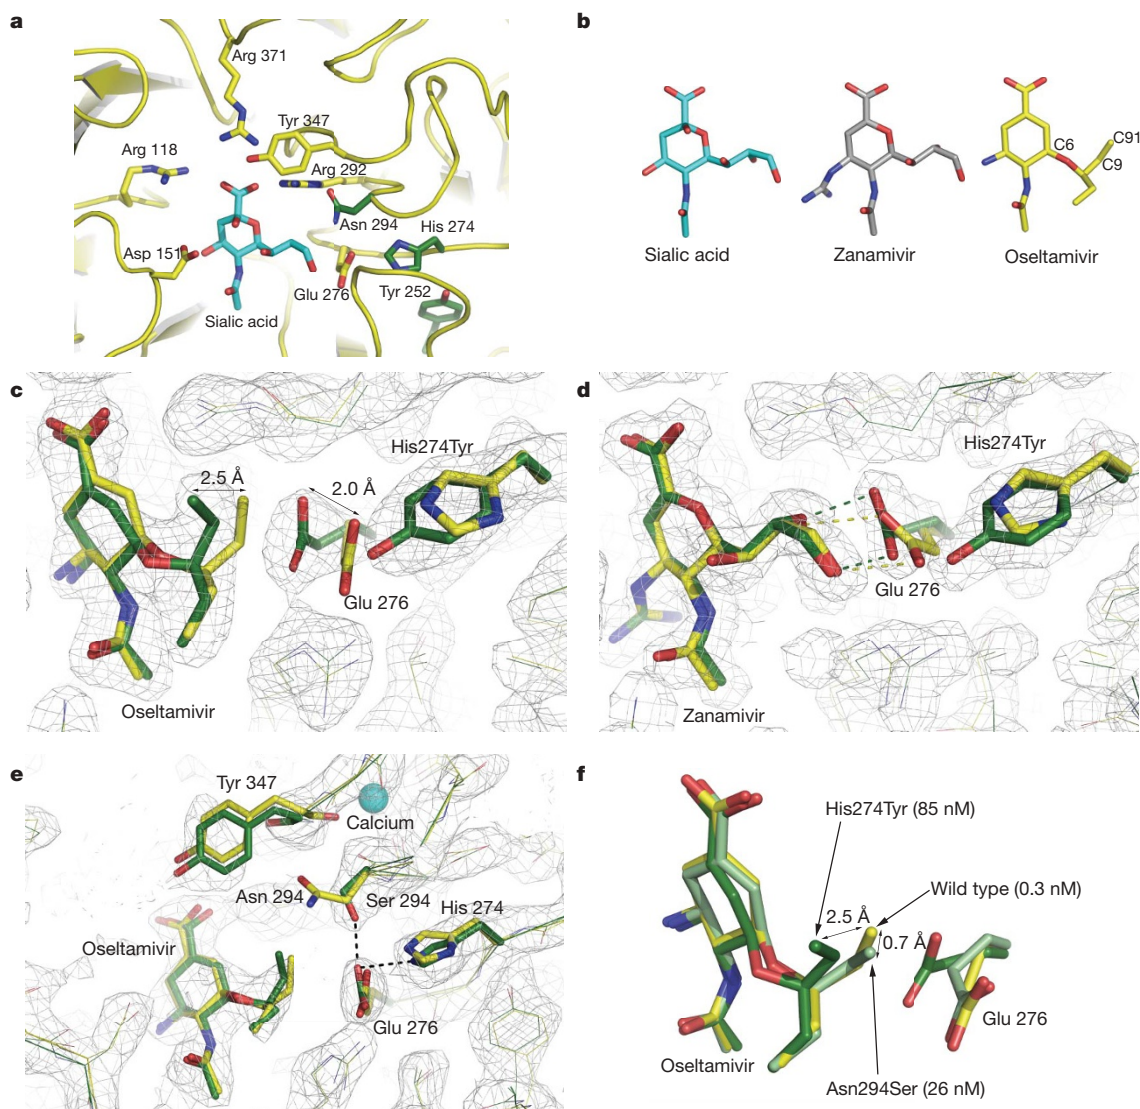 a
Arg 371
Tyr 347
Arg 118
Arg 292
Asn 294
His 274
Asp 151
Glu 276
Tyr 252
Sialic acid
b
C91
C6
C9
Sialic acid
Zanamivir
Oseltamivir
c
His274Tyr
2.5 Å
2.0 Å
Glu 276
Oseltamivir
d
His274Tyr
Glu 276
Zanamivir
e
Tyr 347
Calcium
Asn 294
Ser 294
His 274
Oseltamivir
Glu 276
f
His274Tyr (85 nM)
Wild type (0.3 nM)
2.5 Å
0.7 Å
Glu 276
Oseltamivir
Asn294Ser (26 nM)